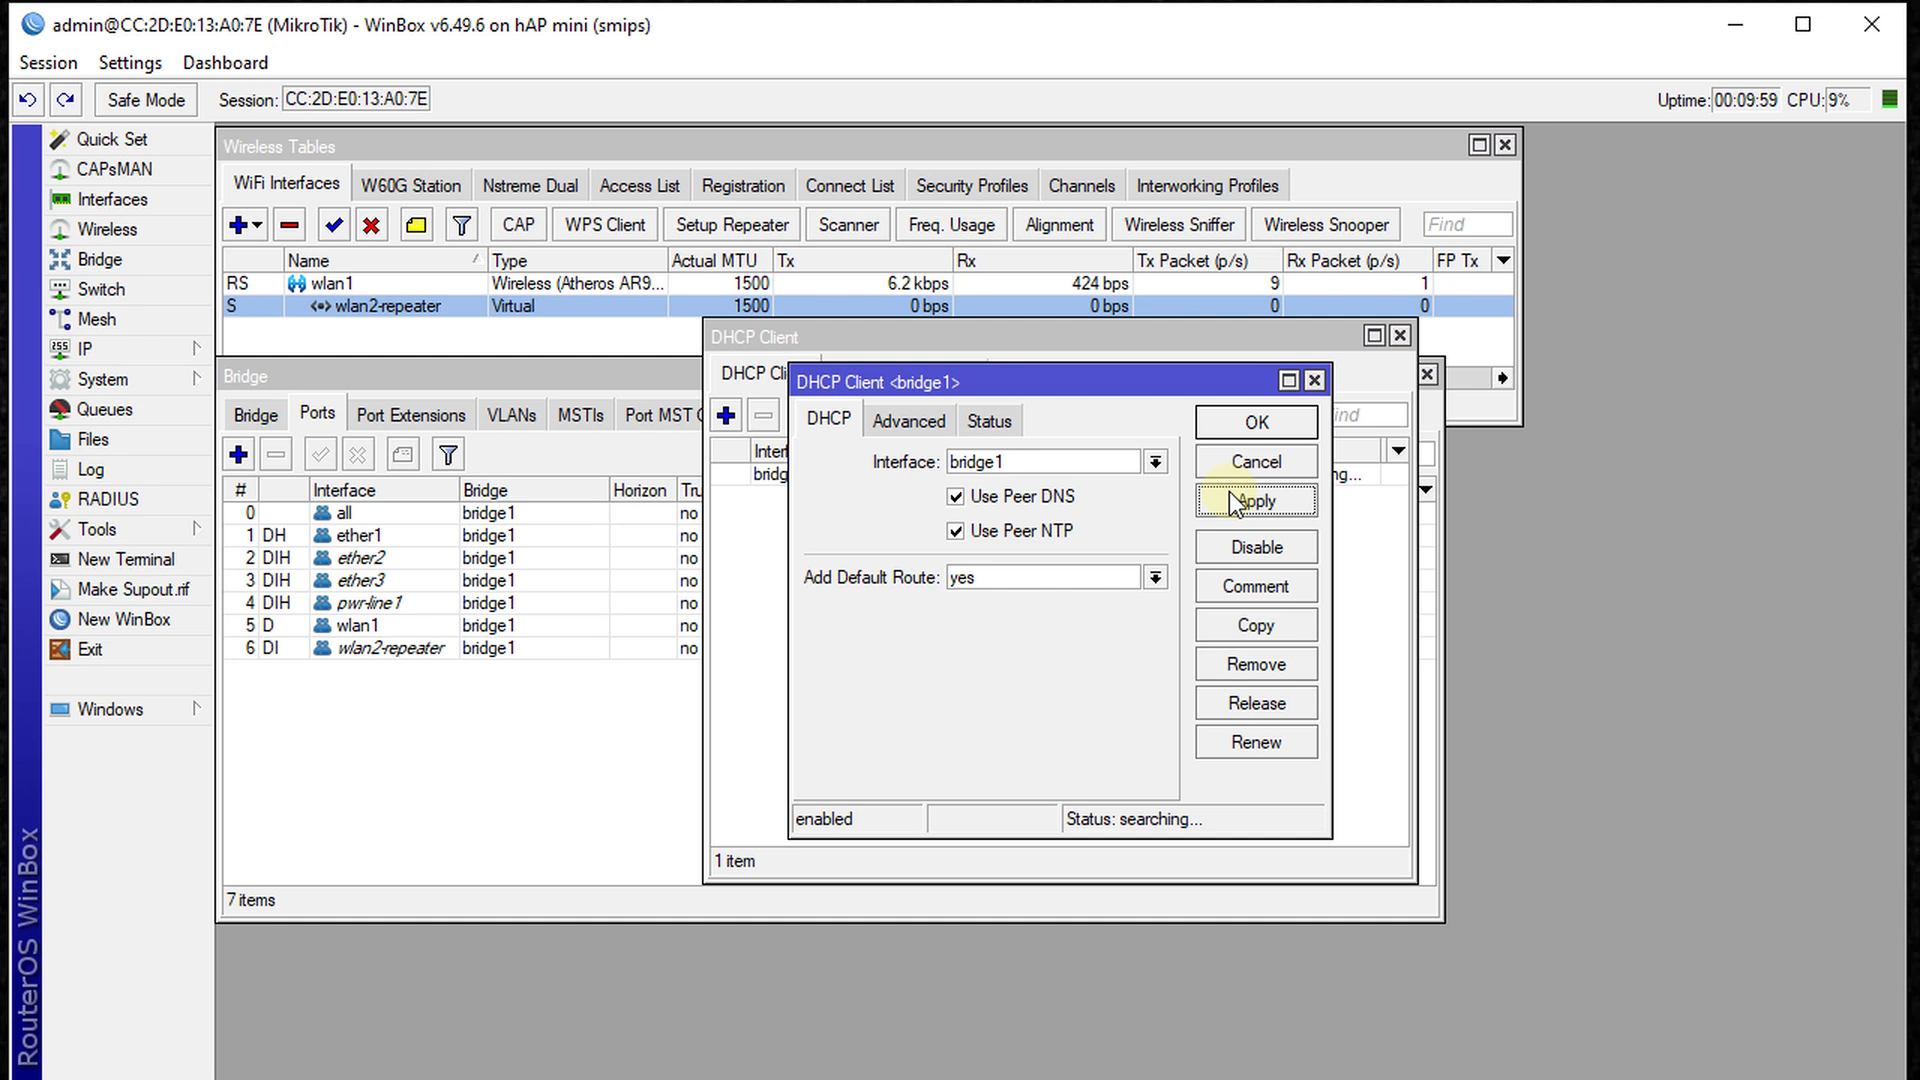 admin@CC:2D:E0:13:A0:7E (MikroTik) - WinBox v6.49.6 on hAP mini (smips)
Session Settings Dashboard
Safe Mode Session: CC:2D:E0:13:A0:7E Uptime: 00:09:59 CPU: 9%
Quick Set
CAPsMAN
Interfaces
Wireless
Bridge
Switch
Mesh
IP
System
Queues
Files
Log
RADIUS
Tools
New Terminal
Make Supout.rif
New WinBox
Exit
Windows
RouterOS WinBox
Wireless Tables
WiFi Interfaces W60G Station Nstreme Dual Access List Registration Connect List Security Profiles Channels Interworking Profiles
CAP WPS Client Setup Repeater Scanner Freq. Usage Alignment Wireless Sniffer Wireless Snooper Find
Name Type Actual MTU Tx Rx Tx Packet (p/s) Rx Packet (p/s) FP Tx
RS wlan1 Wireless (Atheros AR9... 1500 6.2 kbps 424 bps 9 1
S wlan2-repeater Virtual 1500 0 bps 0 bps 0 0
Bridge
Bridge Ports Port Extensions VLANs MSTIs Port MST
# Interface Bridge Horizon
0 all bridge1 no
1 DH ether1 bridge1 no
2 DIH ether2 bridge1 no
3 DIH ether3 bridge1 no
4 DIH pwr-line1 bridge1 no
5 D wlan1 bridge1 no
6 DI wlan2-repeater bridge1 no
7 items
DHCP Client
1 item
DHCP Client <bridge1>
DHCP Advanced Status
Interface: bridge1
Use Peer DNS
Use Peer NTP
Add Default Route: yes
OK
Cancel
Apply
Disable
Comment
Copy
Remove
Release
Renew
enabled Status: searching...